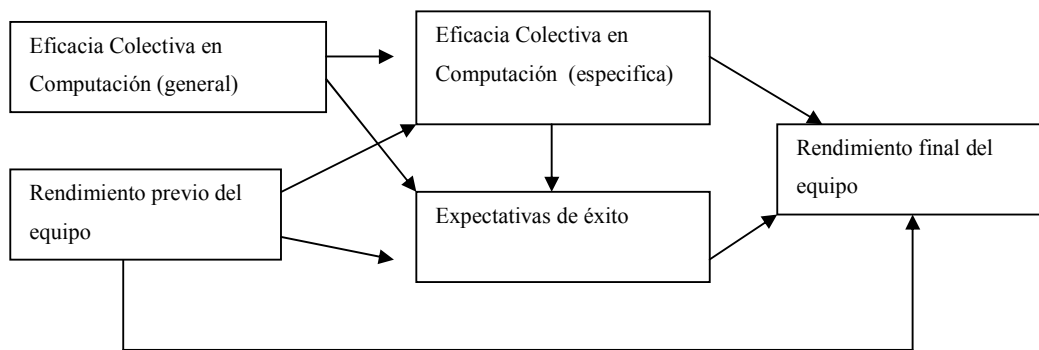 Eficacia Colectiva en
Computación (general)
Eficacia Colectiva en
Computación (especifica)
Rendimiento final del
equipo
Rendimiento previo del
equipo
Expectativas de éxito